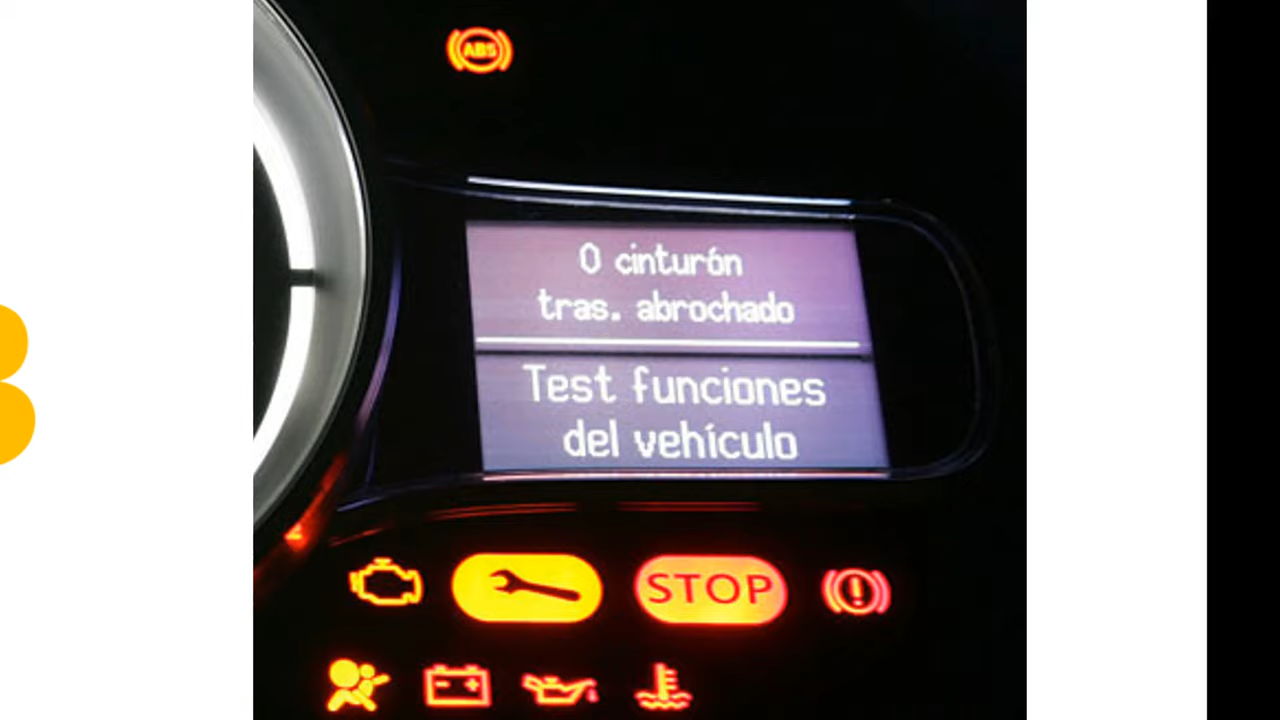 ABS
0 cinturón
tras. abrochado
Test funciones
del vehículo
STOP